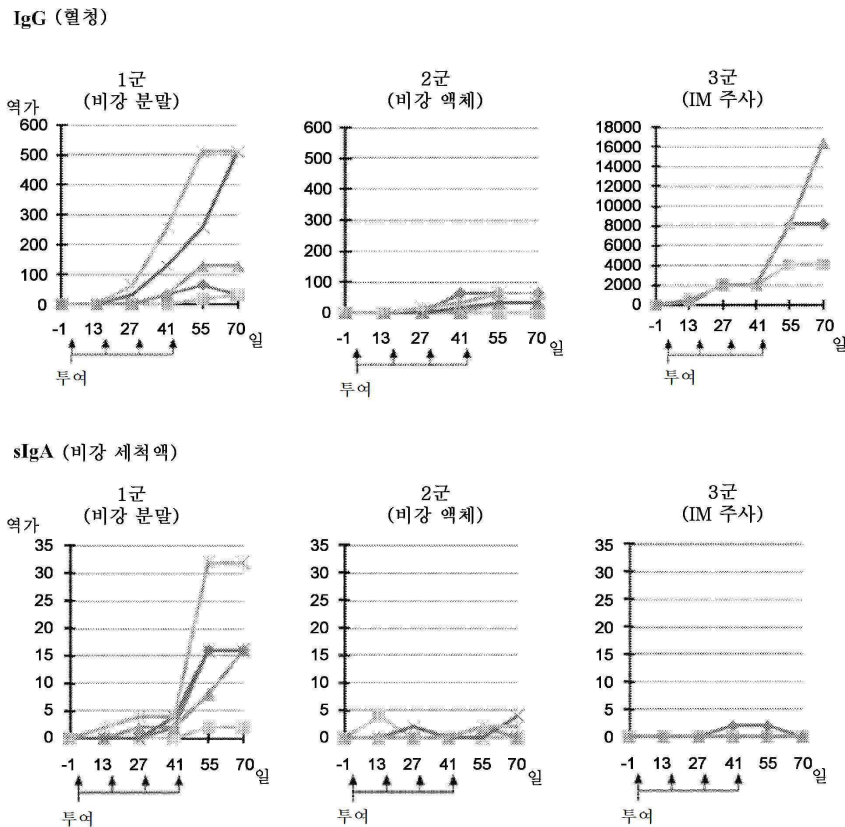 IgG (혈청)
1군
(비강 분말)
2군
(비강 액체)
3군
(IM 주사)
역가
600
500
400
300
200
100
0
-1 13 27 41 55 70 일
투여
600
500
400
300
200
100
0
-1 13 27 41 55 70 일
투여
18000
16000
14000
12000
10000
8000
6000
4000
2000
0
-1 13 27 41 55 70 일
투여
sIgA (비강 세척액)
1군
(비강 분말)
2군
(비강 액체)
3군
(IM 주사)
역가
35
30
25
20
15
10
5
0
-1 13 27 41 55 70 일
투여
35
30
25
20
15
10
5
0
-1 13 27 41 55 70 일
투여
35
30
25
20
15
10
5
0
-1 13 27 41 55 70 일
투여